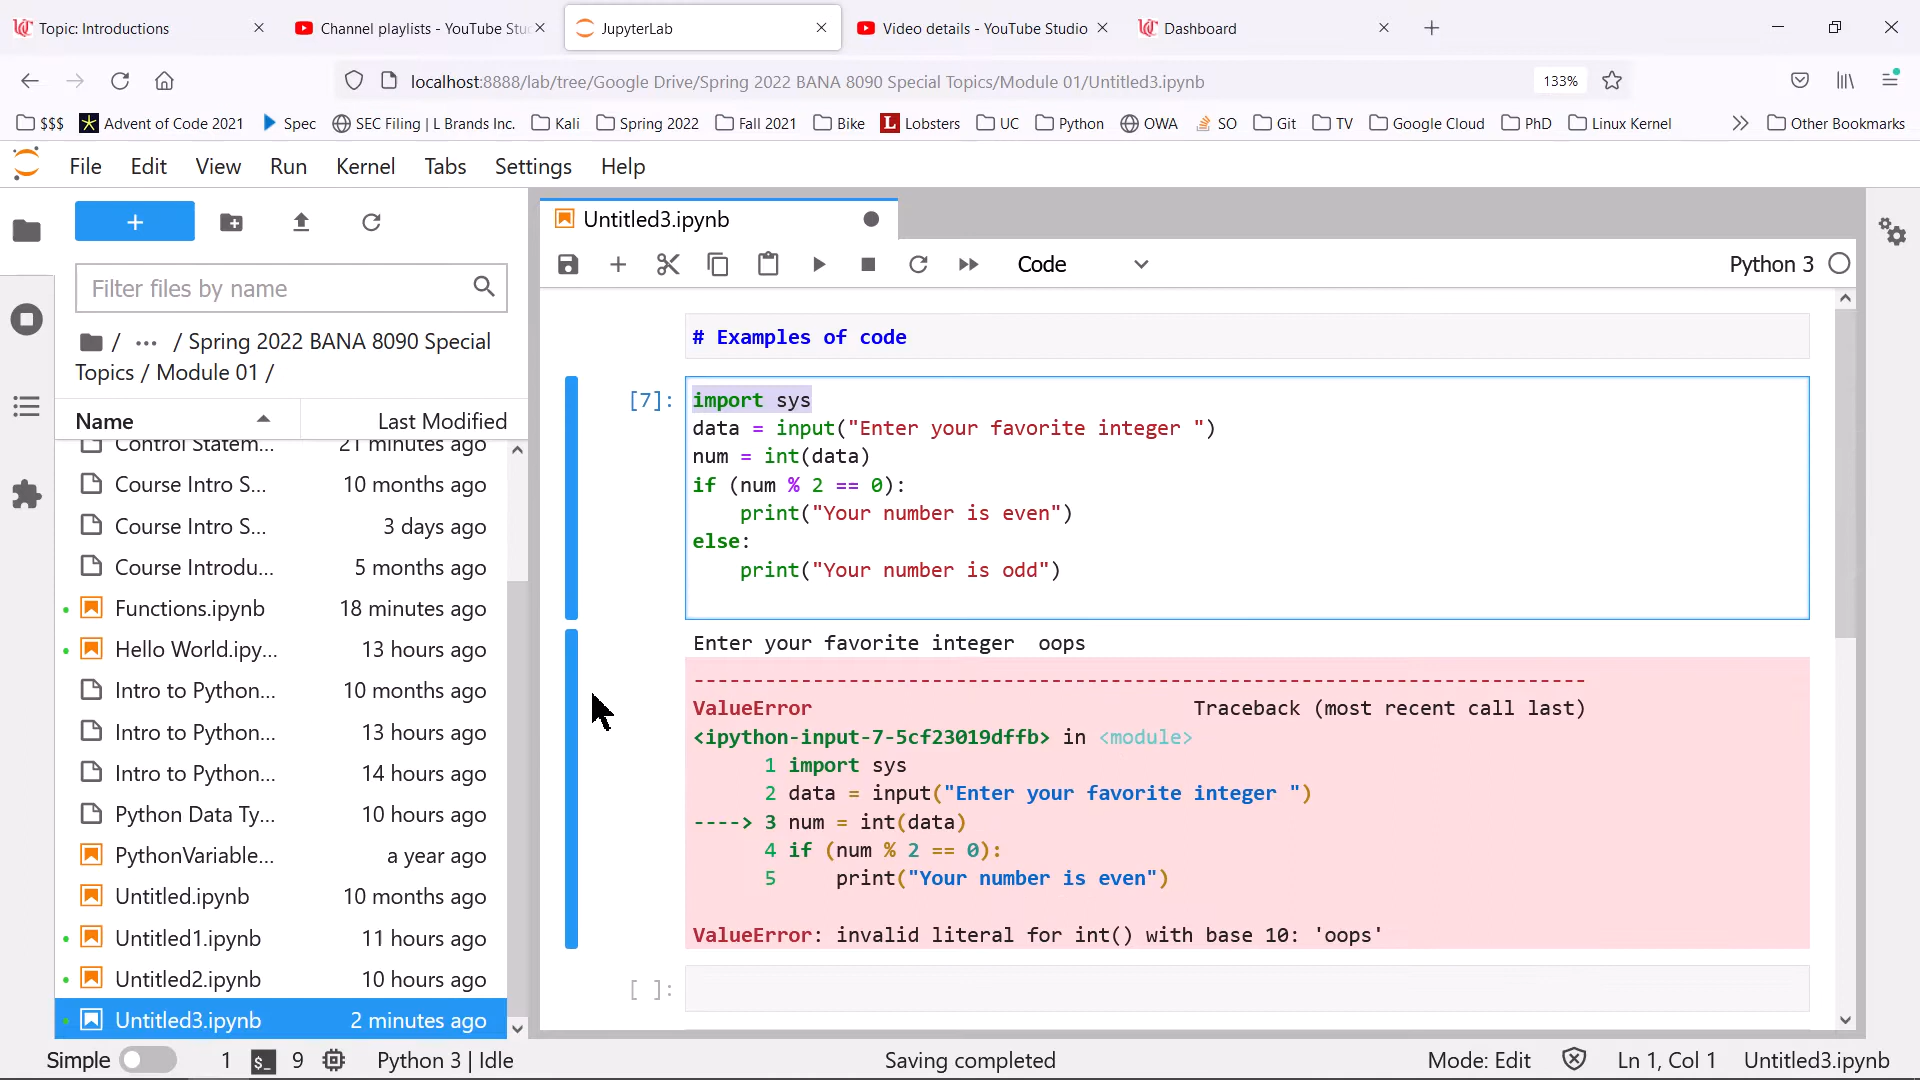 Topic: Introductions
Channel playlists - YouTube Stu
JupyterLab
Video details - YouTube Studio
Dashboard
localhost:8888/lab/tree/Google Drive/Spring 2022 BANA 8090 Special Topics/Module 01/Untitled3.ipynb
133%
$$$
Advent of Code 2021
Spec
SEC Filing | L Brands Inc.
Kali
Spring 2022
Fall 2021
Bike
Lobsters
UC
Python
OWA
SO
Git
TV
Google Cloud
PhD
Linux Kernel
Other Bookmarks
File Edit View Run Kernel Tabs Settings Help
+
Filter files by name
/ ... / Spring 2022 BANA 8090 Special
Topics / Module 01 /
Name Last Modified
Control Statem... 21 minutes ago
Course Intro S... 10 months ago
Course Intro S... 3 days ago
Course Introdu... 5 months ago
Functions.ipynb 18 minutes ago
Hello World.ipy... 13 hours ago
Intro to Python... 10 months ago
Intro to Python... 13 hours ago
Intro to Python... 14 hours ago
Python Data Ty... 10 hours ago
PythonVariable... a year ago
Untitled.ipynb 10 months ago
Untitled1.ipynb 11 hours ago
Untitled2.ipynb 10 hours ago
Untitled3.ipynb 2 minutes ago
Untitled3.ipynb
Code
Python 3
# Examples of code
[7]: import sys
data = input("Enter your favorite integer ")
num = int(data)
if (num % 2 == 0):
    print("Your number is even")
else:
    print("Your number is odd")
Enter your favorite integer  oops
---------------------------------------------------------------------------
ValueError                                Traceback (most recent call last)
<ipython-input-7-5cf23019dffb> in <module>
      1 import sys
      2 data = input("Enter your favorite integer ")
----> 3 num = int(data)
      4 if (num % 2 == 0):
      5     print("Your number is even")
ValueError: invalid literal for int() with base 10: 'oops'
[ ]:
Simple 1 $_ 9 Python 3 | Idle Saving completed Mode: Edit Ln 1, Col 1 Untitled3.ipynb